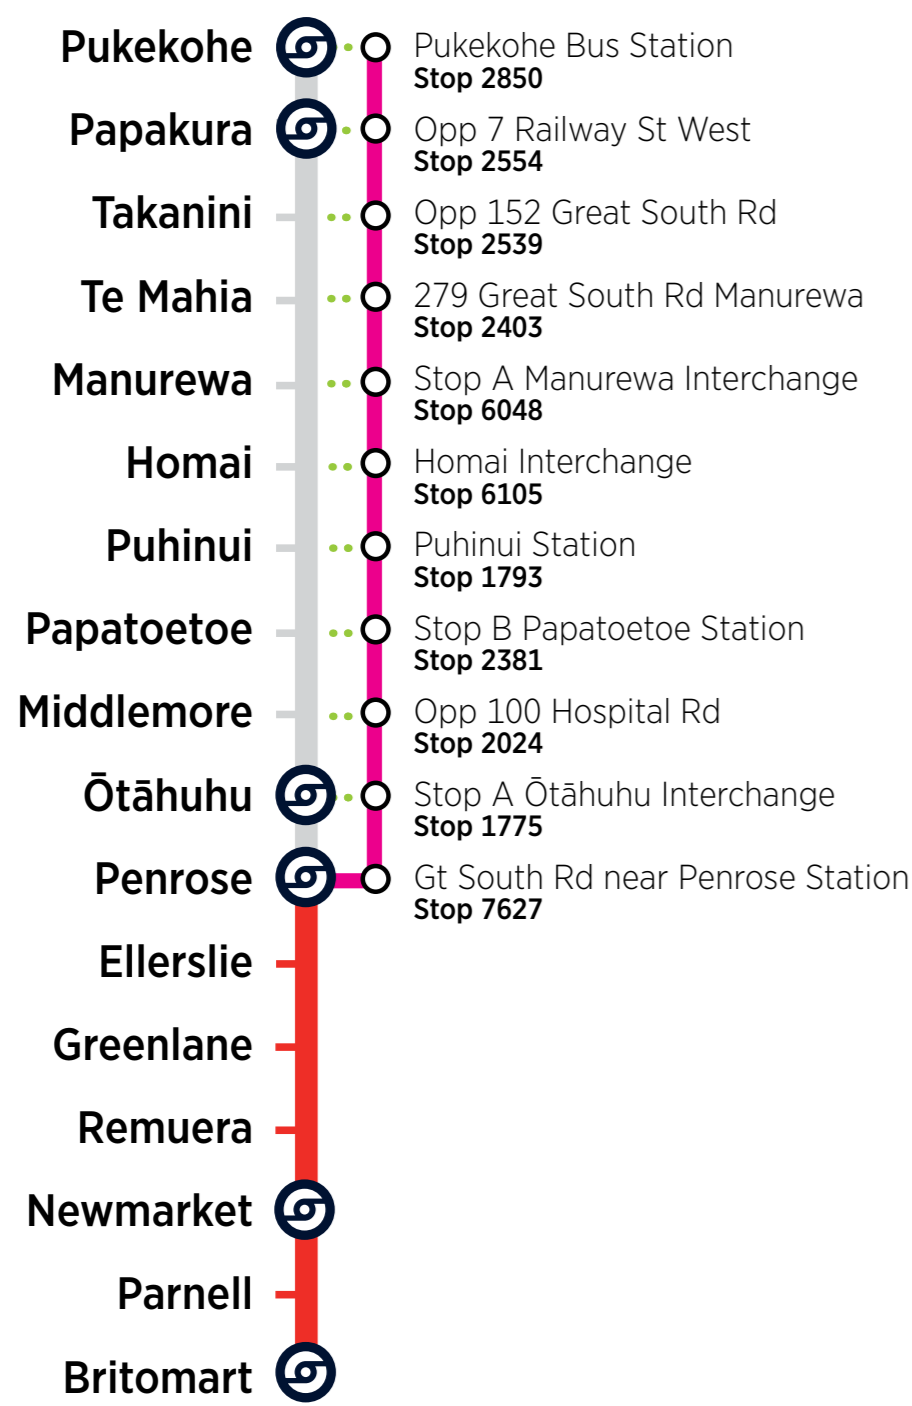 Pukekohe
Pukekohe Bus Station
Stop 2850
Papakura
Opp 7 Railway St West
Stop 2554
Takanini
Opp 152 Great South Rd
Stop 2539
Te Mahia
279 Great South Rd Manurewa
Stop 2403
Manurewa
Stop A Manurewa Interchange
Stop 6048
Homai
Homai Interchange
Stop 6105
Puhinui
Puhinui Station
Stop 1793
Papatoetoe
Stop B Papatoetoe Station
Stop 2381
Middlemore
Opp 100 Hospital Rd
Stop 2024
Ōtāhuhu
Stop A Ōtāhuhu Interchange
Stop 1775
Penrose
Gt South Rd near Penrose Station
Stop 7627
Ellerslie
Greenlane
Remuera
Newmarket
Parnell
Britomart